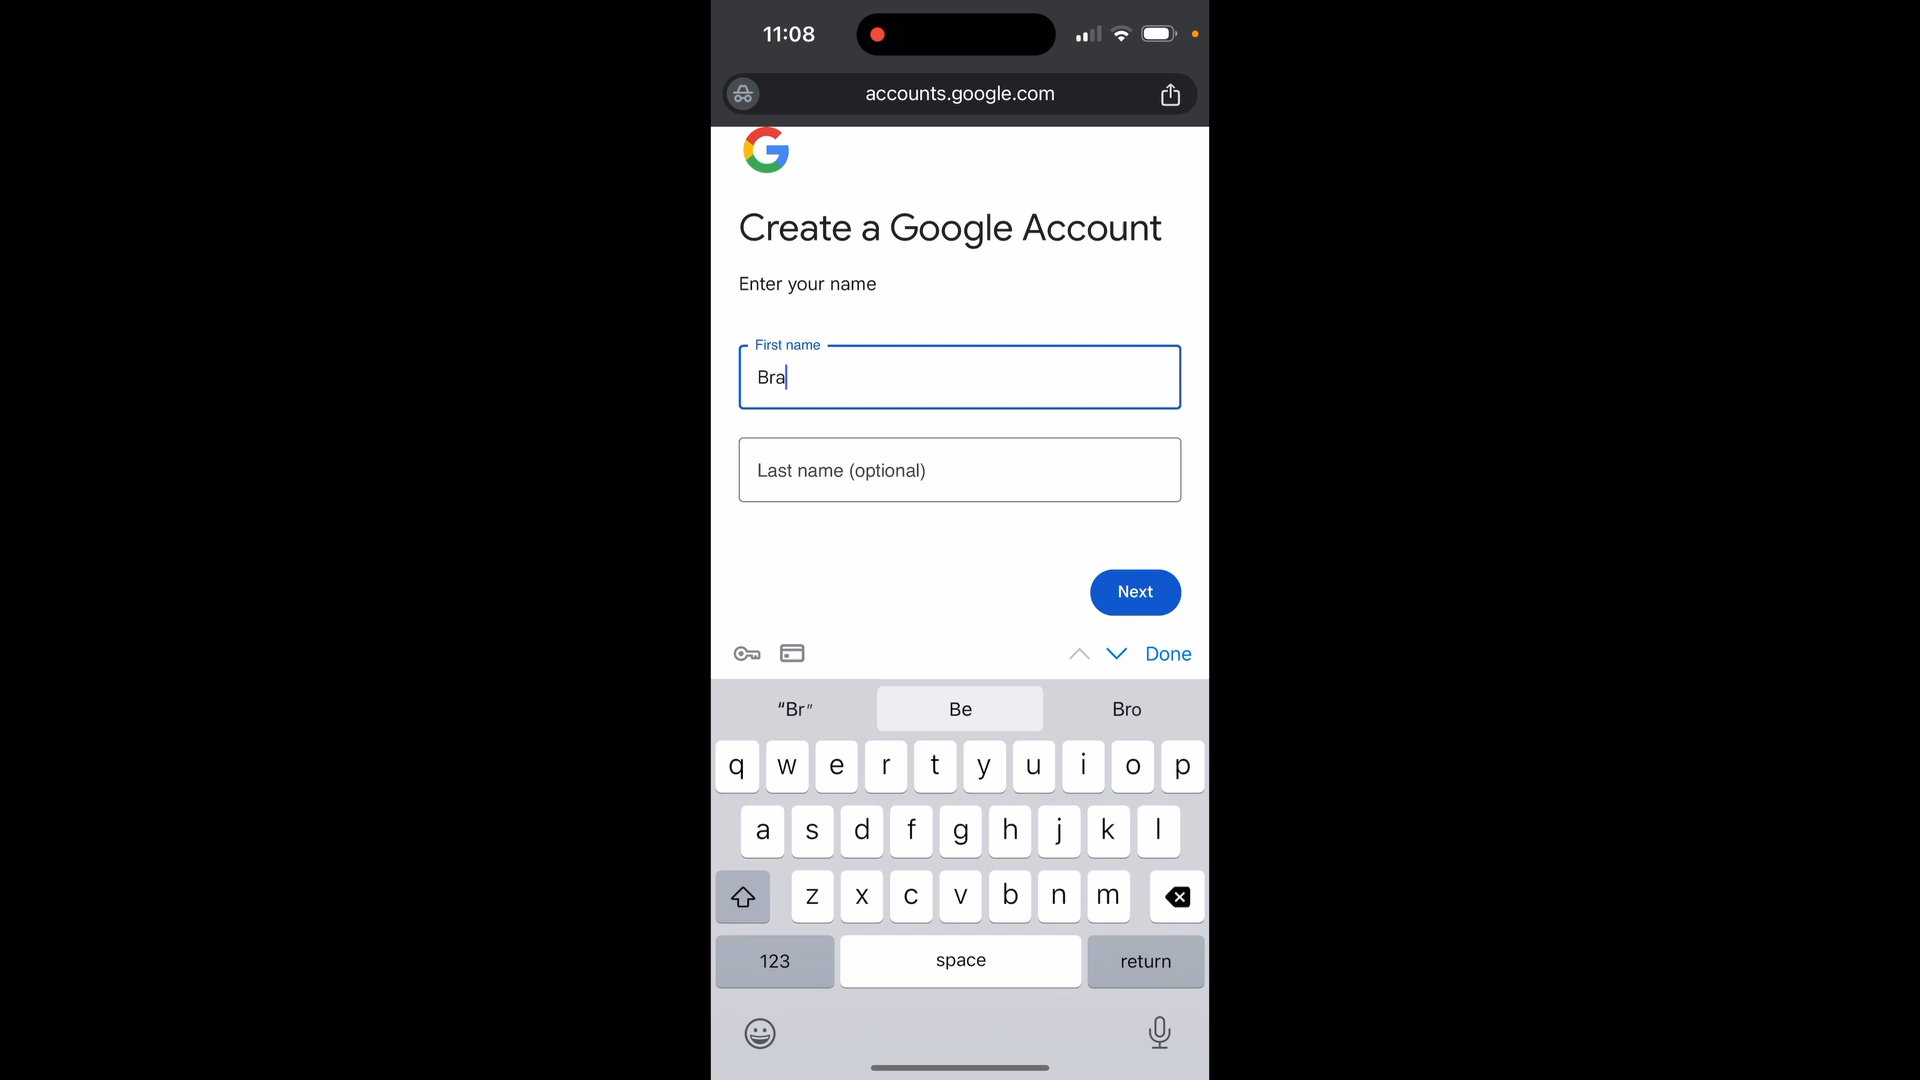 11:08
accounts.google.com
Create a Google Account
Enter your name
First name
Bra
Last name (optional)
Next
Done
“Br” Be Bro
q w e r t y u i o p
a s d f g h j k l
z x c v b n m
123 space return